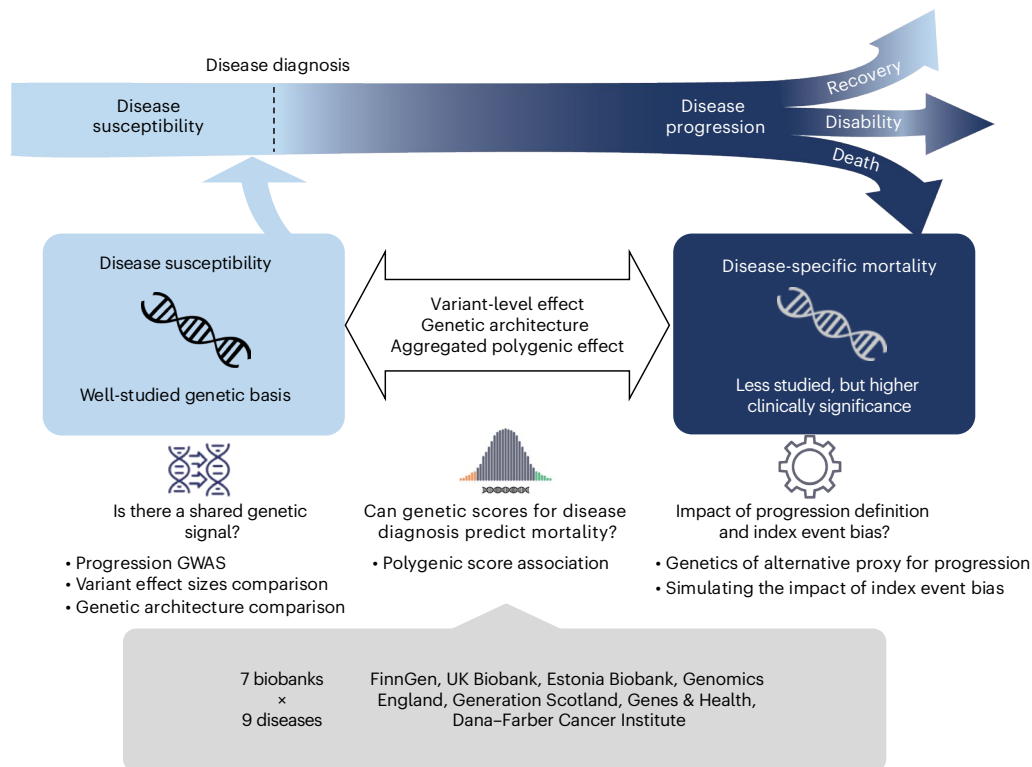 Disease diagnosis
Disease
susceptibility
Disease
progression
Recovery
Disability
Death
Disease susceptibility
Well-studied genetic basis
Variant-level effect
Genetic architecture
Aggregated polygenic effect
Disease-specific mortality
Less studied, but higher
clinically significance
Is there a shared genetic
signal?
• Progression GWAS
• Variant effect sizes comparison
• Genetic architecture comparison
Can genetic scores for disease
diagnosis predict mortality?
• Polygenic score association
Impact of progression definition
and index event bias?
• Genetics of alternative proxy for progression
• Simulating the impact of index event bias
7 biobanks
×
9 diseases
FinnGen, UK Biobank, Estonia Biobank, Genomics
England, Generation Scotland, Genes & Health,
Dana–Farber Cancer Institute